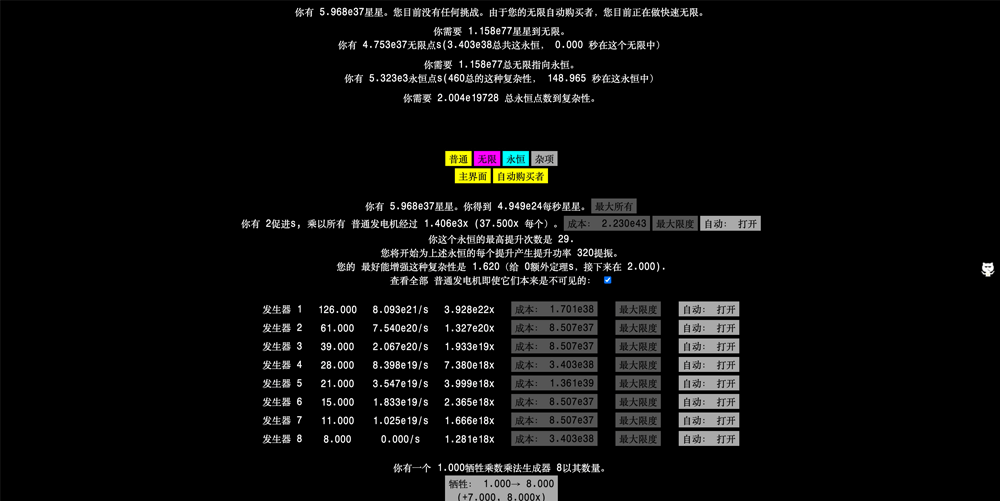 你有 5.968e37星星。您目前没有任何挑战。由于您的无限自动购买者，您目前正在做快速无限。
你需要 1.158e77星星到无限。
你有 4.753e37无限点s(3.403e38总共这永恒， 0.000 秒在这个无限中)
你需要 1.158e77总无限指向永恒。
你有 5.323e3永恒点s(460总的这种复杂性， 148.965 秒在这永恒中)
你需要 2.004e19728 总永恒点数到复杂性。
普通 无限 永恒 杂项
主界面 自动购买者
你有 5.968e37星星。你得到 4.949e24每秒星星。 最大所有
你有 2促进s，乘以所有 普通发电机经过 1.406e3x (37.500x 每个)。 成本： 2.230e43 最大限度 自动： 打开
你这个永恒的最高提升次数是 29.
您将开始为上述永恒的每个提升产生提升功率 320提振。
您的 最好能增强这种复杂性是 1.620 (给 0额外定理s，接下来在 2.000).
查看全部 普通发电机即使它们本来是不可见的：
发生器 1 126.000 8.093e21/s 3.928e22x 成本： 1.701e38 最大限度 自动： 打开
发生器 2 61.000 7.540e20/s 1.327e20x 成本： 8.507e37 最大限度 自动： 打开
发生器 3 39.000 2.067e20/s 1.933e19x 成本： 8.507e37 最大限度 自动： 打开
发生器 4 28.000 8.398e19/s 7.380e18x 成本： 3.403e38 最大限度 自动： 打开
发生器 5 21.000 3.547e19/s 3.999e18x 成本： 1.361e39 最大限度 自动： 打开
发生器 6 15.000 1.833e19/s 2.365e18x 成本： 8.507e37 最大限度 自动： 打开
发生器 7 11.000 1.025e19/s 1.666e18x 成本： 8.507e37 最大限度 自动： 打开
发生器 8 8.000 0.000/s 1.281e18x 成本： 3.403e38 最大限度 自动： 打开
你有一个 1.000牺牲乘数乘法生成器 8以其数量。
牺牲： 1.000→ 8.000
(+7.000, 8.000x)